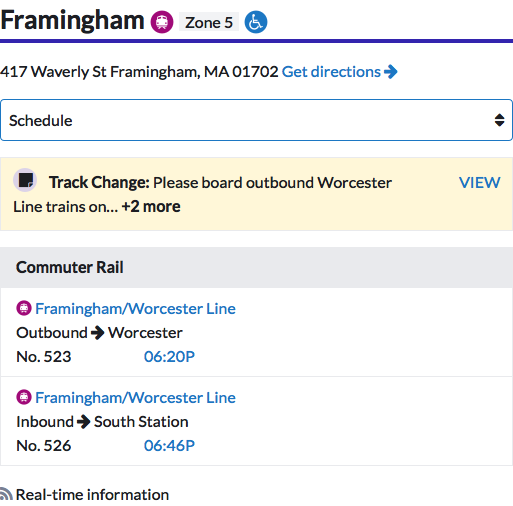 Framingham Zone 5
417 Waverly St Framingham, MA 01702 Get directions
Schedule
Track Change: Please board outbound Worcester VIEW
Line trains on... +2 more
Commuter Rail
Framingham/Worcester Line
Outbound → Worcester
No. 523 06:20P
Framingham/Worcester Line
Inbound → South Station
No. 526 06:46P
Real-time information